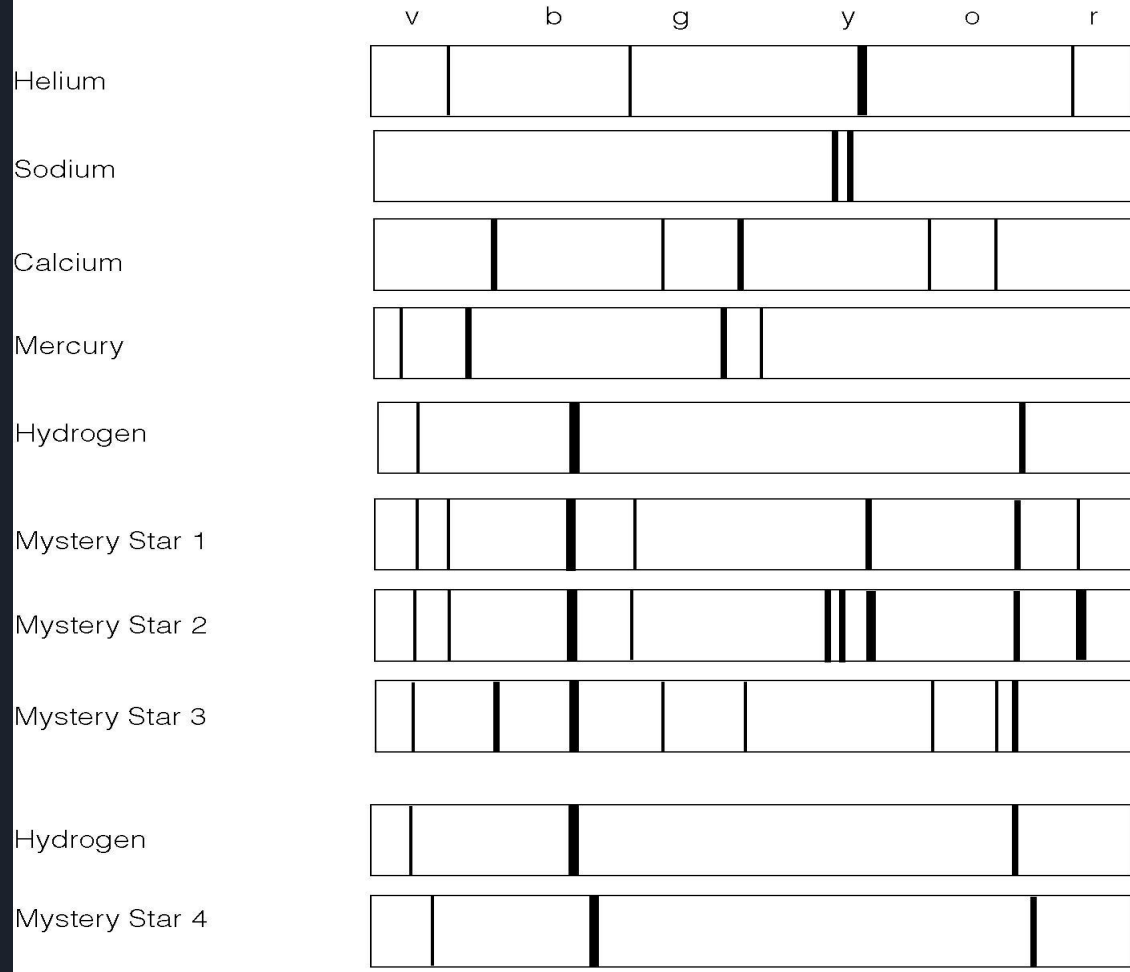 v b g y o r
Helium
Sodium
Calcium
Mercury
Hydrogen
Mystery Star 1
Mystery Star 2
Mystery Star 3
Hydrogen
Mystery Star 4